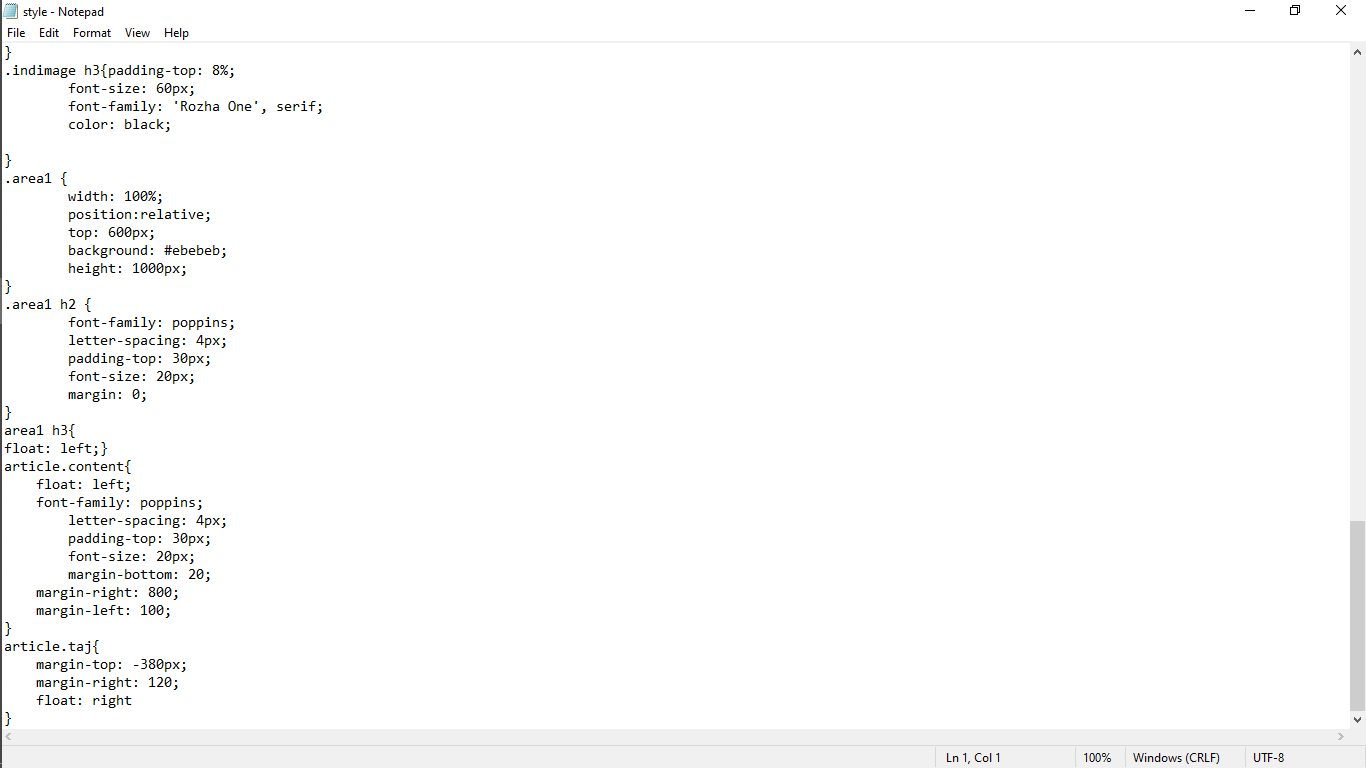 style - Notepad
File Edit Format View Help
}
.indimage h3{padding-top: 8%;
        font-size: 60px;
        font-family: 'Rozha One', serif;
        color: black;

}
.area1 {
        width: 100%;
        position:relative;
        top: 600px;
        background: #ebebeb;
        height: 1000px;
}
.area1 h2 {
        font-family: poppins;
        letter-spacing: 4px;
        padding-top: 30px;
        font-size: 20px;
        margin: 0;
}
area1 h3{
float: left;}
article.content{
    float: left;
    font-family: poppins;
        letter-spacing: 4px;
        padding-top: 30px;
        font-size: 20px;
        margin-bottom: 20;
    margin-right: 800;
    margin-left: 100;
}
article.taj{
    margin-top: -380px;
    margin-right: 120;
    float: right
}
Ln 1, Col 1 100% Windows (CRLF) UTF-8